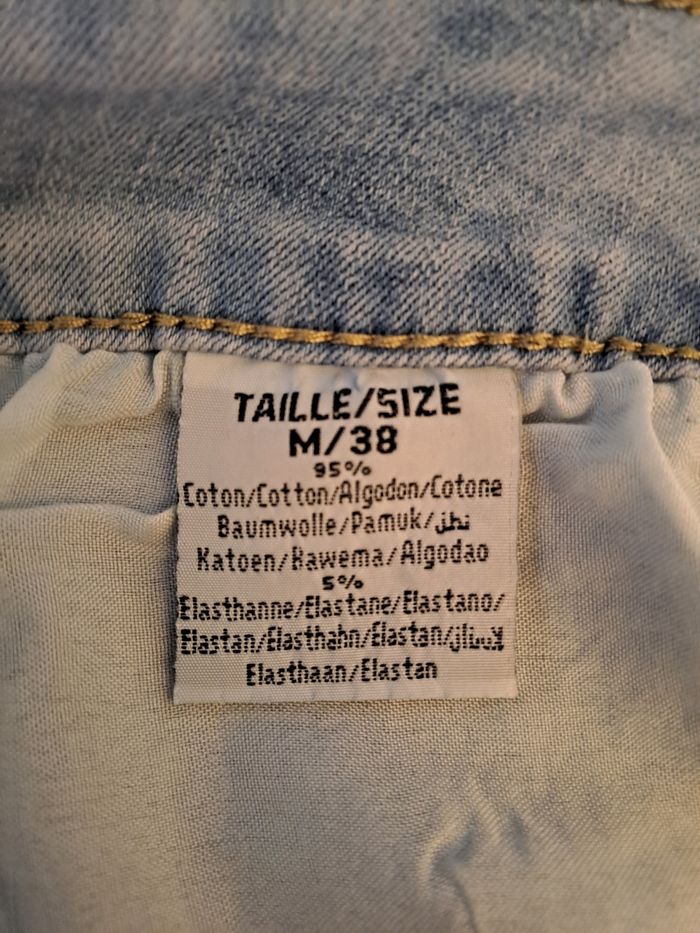 TAILLE/SIZE
M/38
95%
Coton/Cotton/Algodon/Cotone
Baumwolle/Pamuk/قطن
Katoen/Bawema/Algodao
5%
Elasthanne/Elastane/Elastano/
Elastan/Elasthahn/Elastan/
Elasthaan/Elastan